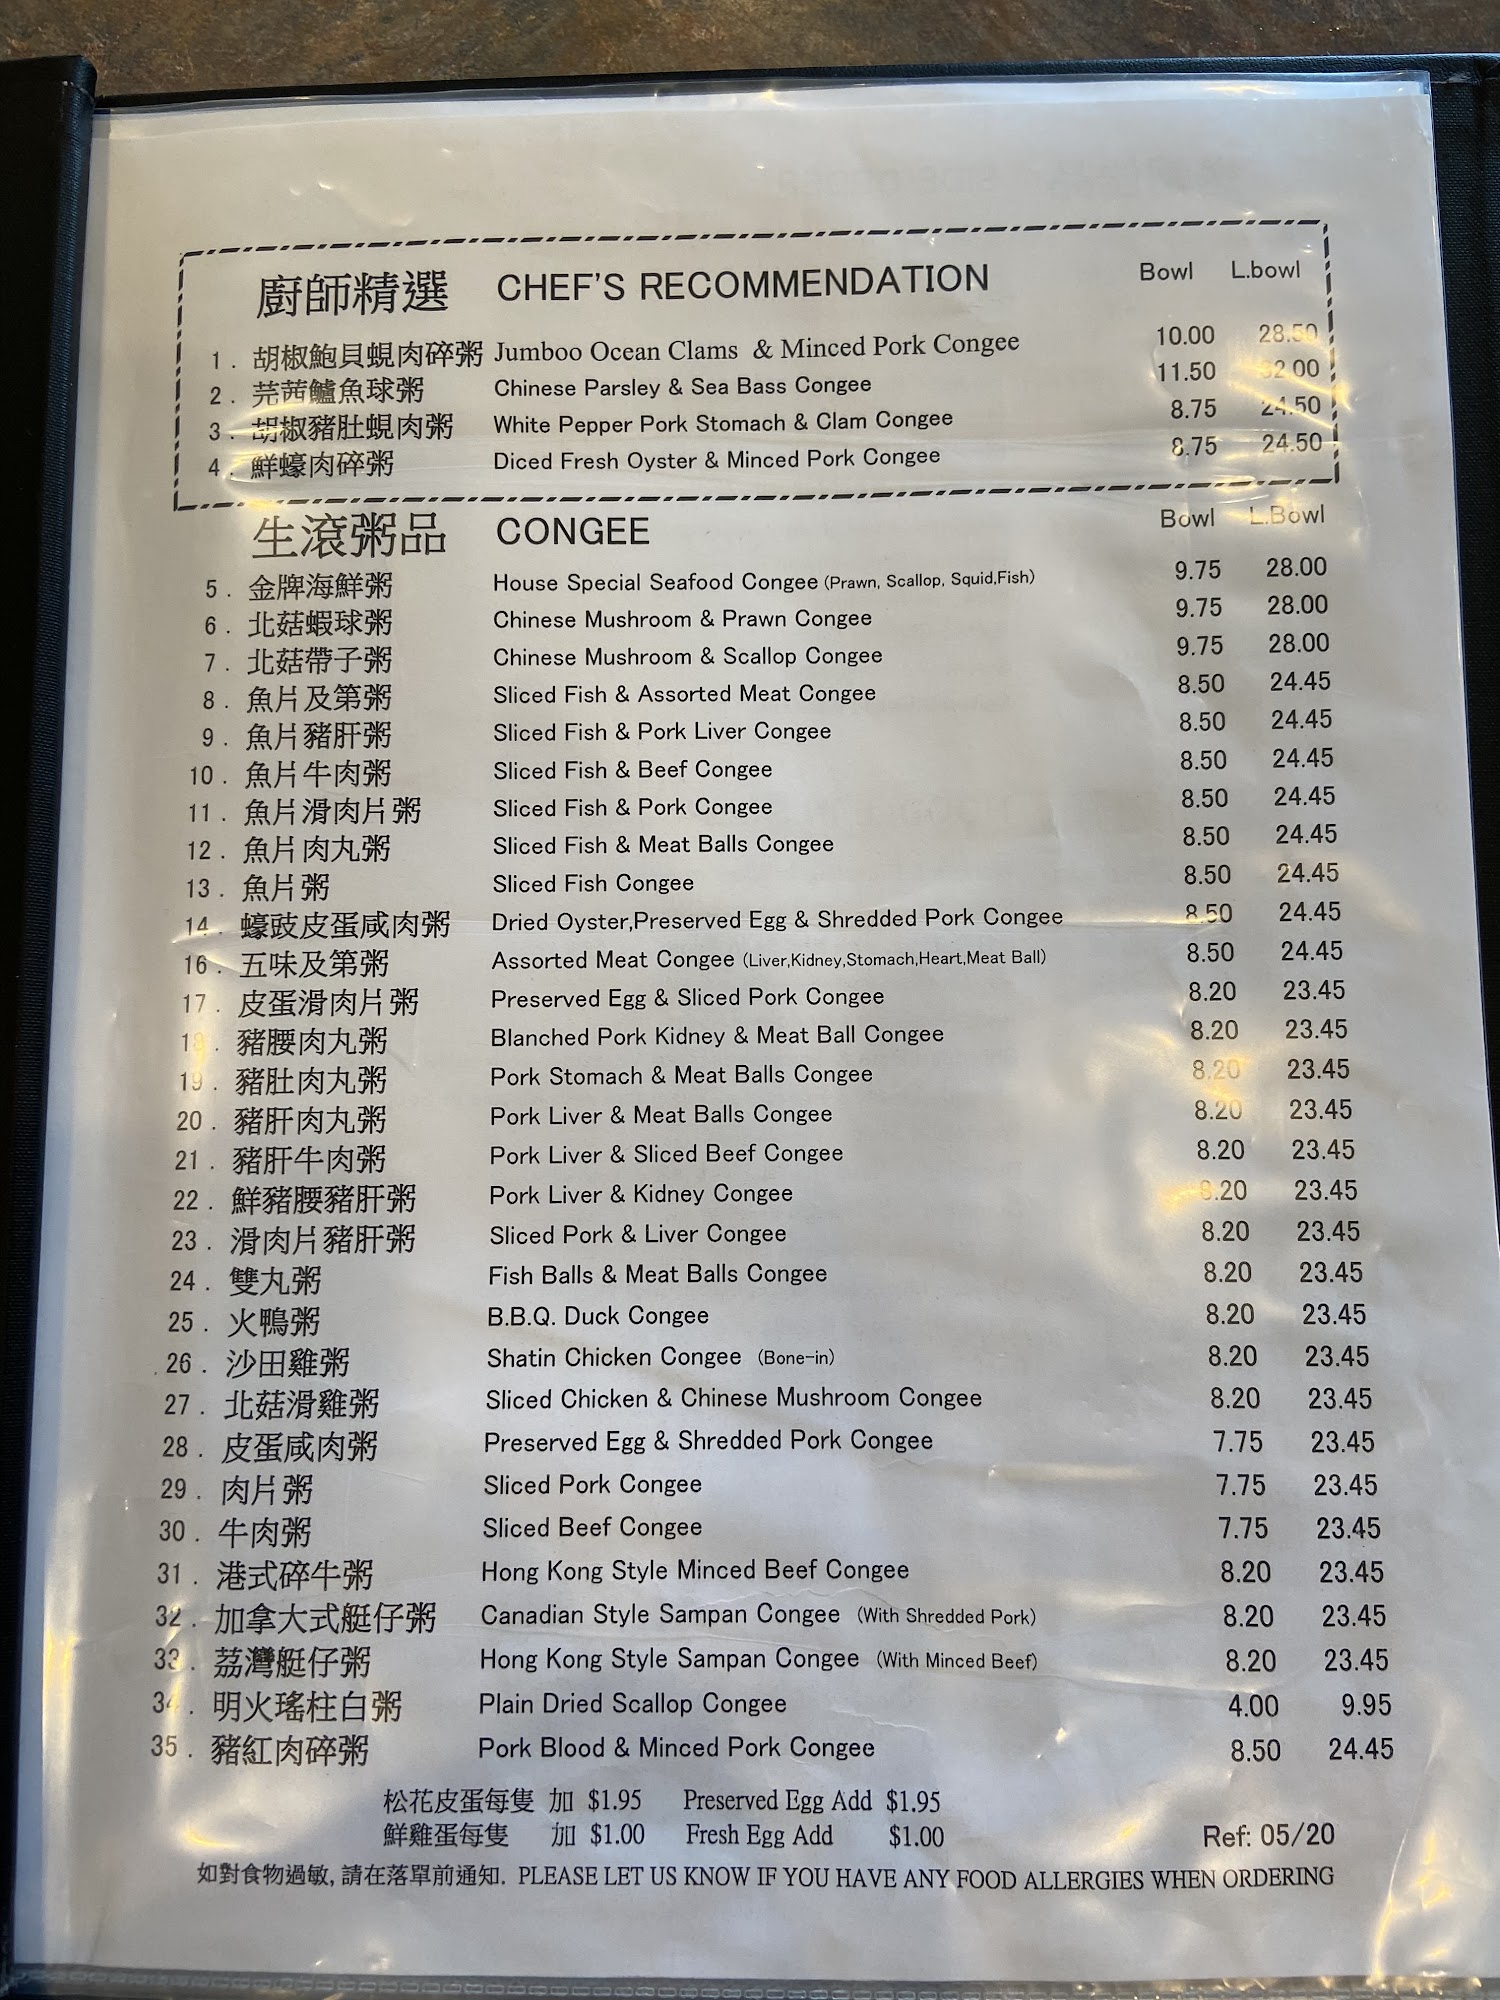 廚師精選 CHEF'S RECOMMENDATION Bowl L.bowl
1. 胡椒鮑貝蜆肉碎粥 Jumboo Ocean Clams & Minced Pork Congee 10.00 28.50
2. 芫茜鱸魚球粥 Chinese Parsley & Sea Bass Congee 11.50 32.00
3. 胡椒豬肚蜆肉粥 White Pepper Pork Stomach & Clam Congee 8.75 24.50
4. 鮮蠔肉碎粥 Diced Fresh Oyster & Minced Pork Congee 8.75 24.50
生滾粥品 CONGEE Bowl L.Bowl
5. 金牌海鮮粥 House Special Seafood Congee (Prawn, Scallop, Squid,Fish) 9.75 28.00
6. 北菇蝦球粥 Chinese Mushroom & Prawn Congee 9.75 28.00
7. 北菇帶子粥 Chinese Mushroom & Scallop Congee 9.75 28.00
8. 魚片及第粥 Sliced Fish & Assorted Meat Congee 8.50 24.45
9. 魚片豬肝粥 Sliced Fish & Pork Liver Congee 8.50 24.45
10. 魚片牛肉粥 Sliced Fish & Beef Congee 8.50 24.45
11. 魚片滑肉片粥 Sliced Fish & Pork Congee 8.50 24.45
12. 魚片肉丸粥 Sliced Fish & Meat Balls Congee 8.50 24.45
13. 魚片粥 Sliced Fish Congee 8.50 24.45
14. 蠔豉皮蛋咸肉粥 Dried Oyster,Preserved Egg & Shredded Pork Congee 8.50 24.45
16. 五味及第粥 Assorted Meat Congee (Liver,Kidney,Stomach,Heart,Meat Ball) 8.50 24.45
17. 皮蛋滑肉片粥 Preserved Egg & Sliced Pork Congee 8.20 23.45
18. 豬腰肉丸粥 Blanched Pork Kidney & Meat Ball Congee 8.20 23.45
19. 豬肚肉丸粥 Pork Stomach & Meat Balls Congee 8.20 23.45
20. 豬肝肉丸粥 Pork Liver & Meat Balls Congee 8.20 23.45
21. 豬肝牛肉粥 Pork Liver & Sliced Beef Congee 8.20 23.45
22. 鮮豬腰豬肝粥 Pork Liver & Kidney Congee 8.20 23.45
23. 滑肉片豬肝粥 Sliced Pork & Liver Congee 8.20 23.45
24. 雙丸粥 Fish Balls & Meat Balls Congee 8.20 23.45
25. 火鴨粥 B.B.Q. Duck Congee 8.20 23.45
26. 沙田雞粥 Shatin Chicken Congee (Bone-in) 8.20 23.45
27. 北菇滑雞粥 Sliced Chicken & Chinese Mushroom Congee 8.20 23.45
28. 皮蛋咸肉粥 Preserved Egg & Shredded Pork Congee 7.75 23.45
29. 肉片粥 Sliced Pork Congee 7.75 23.45
30. 牛肉粥 Sliced Beef Congee 7.75 23.45
31. 港式碎牛粥 Hong Kong Style Minced Beef Congee 8.20 23.45
32. 加拿大式艇仔粥 Canadian Style Sampan Congee (With Shredded Pork) 8.20 23.45
33. 荔灣艇仔粥 Hong Kong Style Sampan Congee (With Minced Beef) 8.20 23.45
34. 明火瑤柱白粥 Plain Dried Scallop Congee 4.00 9.95
35. 豬紅肉碎粥 Pork Blood & Minced Pork Congee 8.50 24.45
松花皮蛋每隻 加 $1.95 Preserved Egg Add $1.95
鮮雞蛋每隻 加 $1.00 Fresh Egg Add $1.00
Ref: 05/20
如對食物過敏, 請在落單前通知. PLEASE LET US KNOW IF YOU HAVE ANY FOOD ALLERGIES WHEN ORDERING